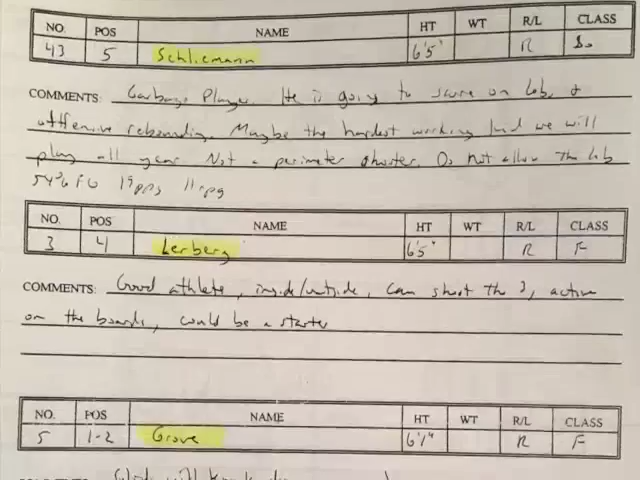 NO. POS NAME HT WT R/L CLASS
43 5 Schliemann 6'5" R So
COMMENTS: Garbage Player. He is going to score on lobs &
offensive rebounding. Maybe the hardest working kid we will
play all year. Not a perimeter shooter. Do not allow the lob
54% FG 19ppg 11rpg
NO. POS NAME HT WT R/L CLASS
3 4 Lerberg 6'5" R F
COMMENTS: Good athlete, inside/outside, can shoot the 3, active
on the boards, could be a starter
NO. POS NAME HT WT R/L CLASS
5 1-2 Grove 6'1" R F